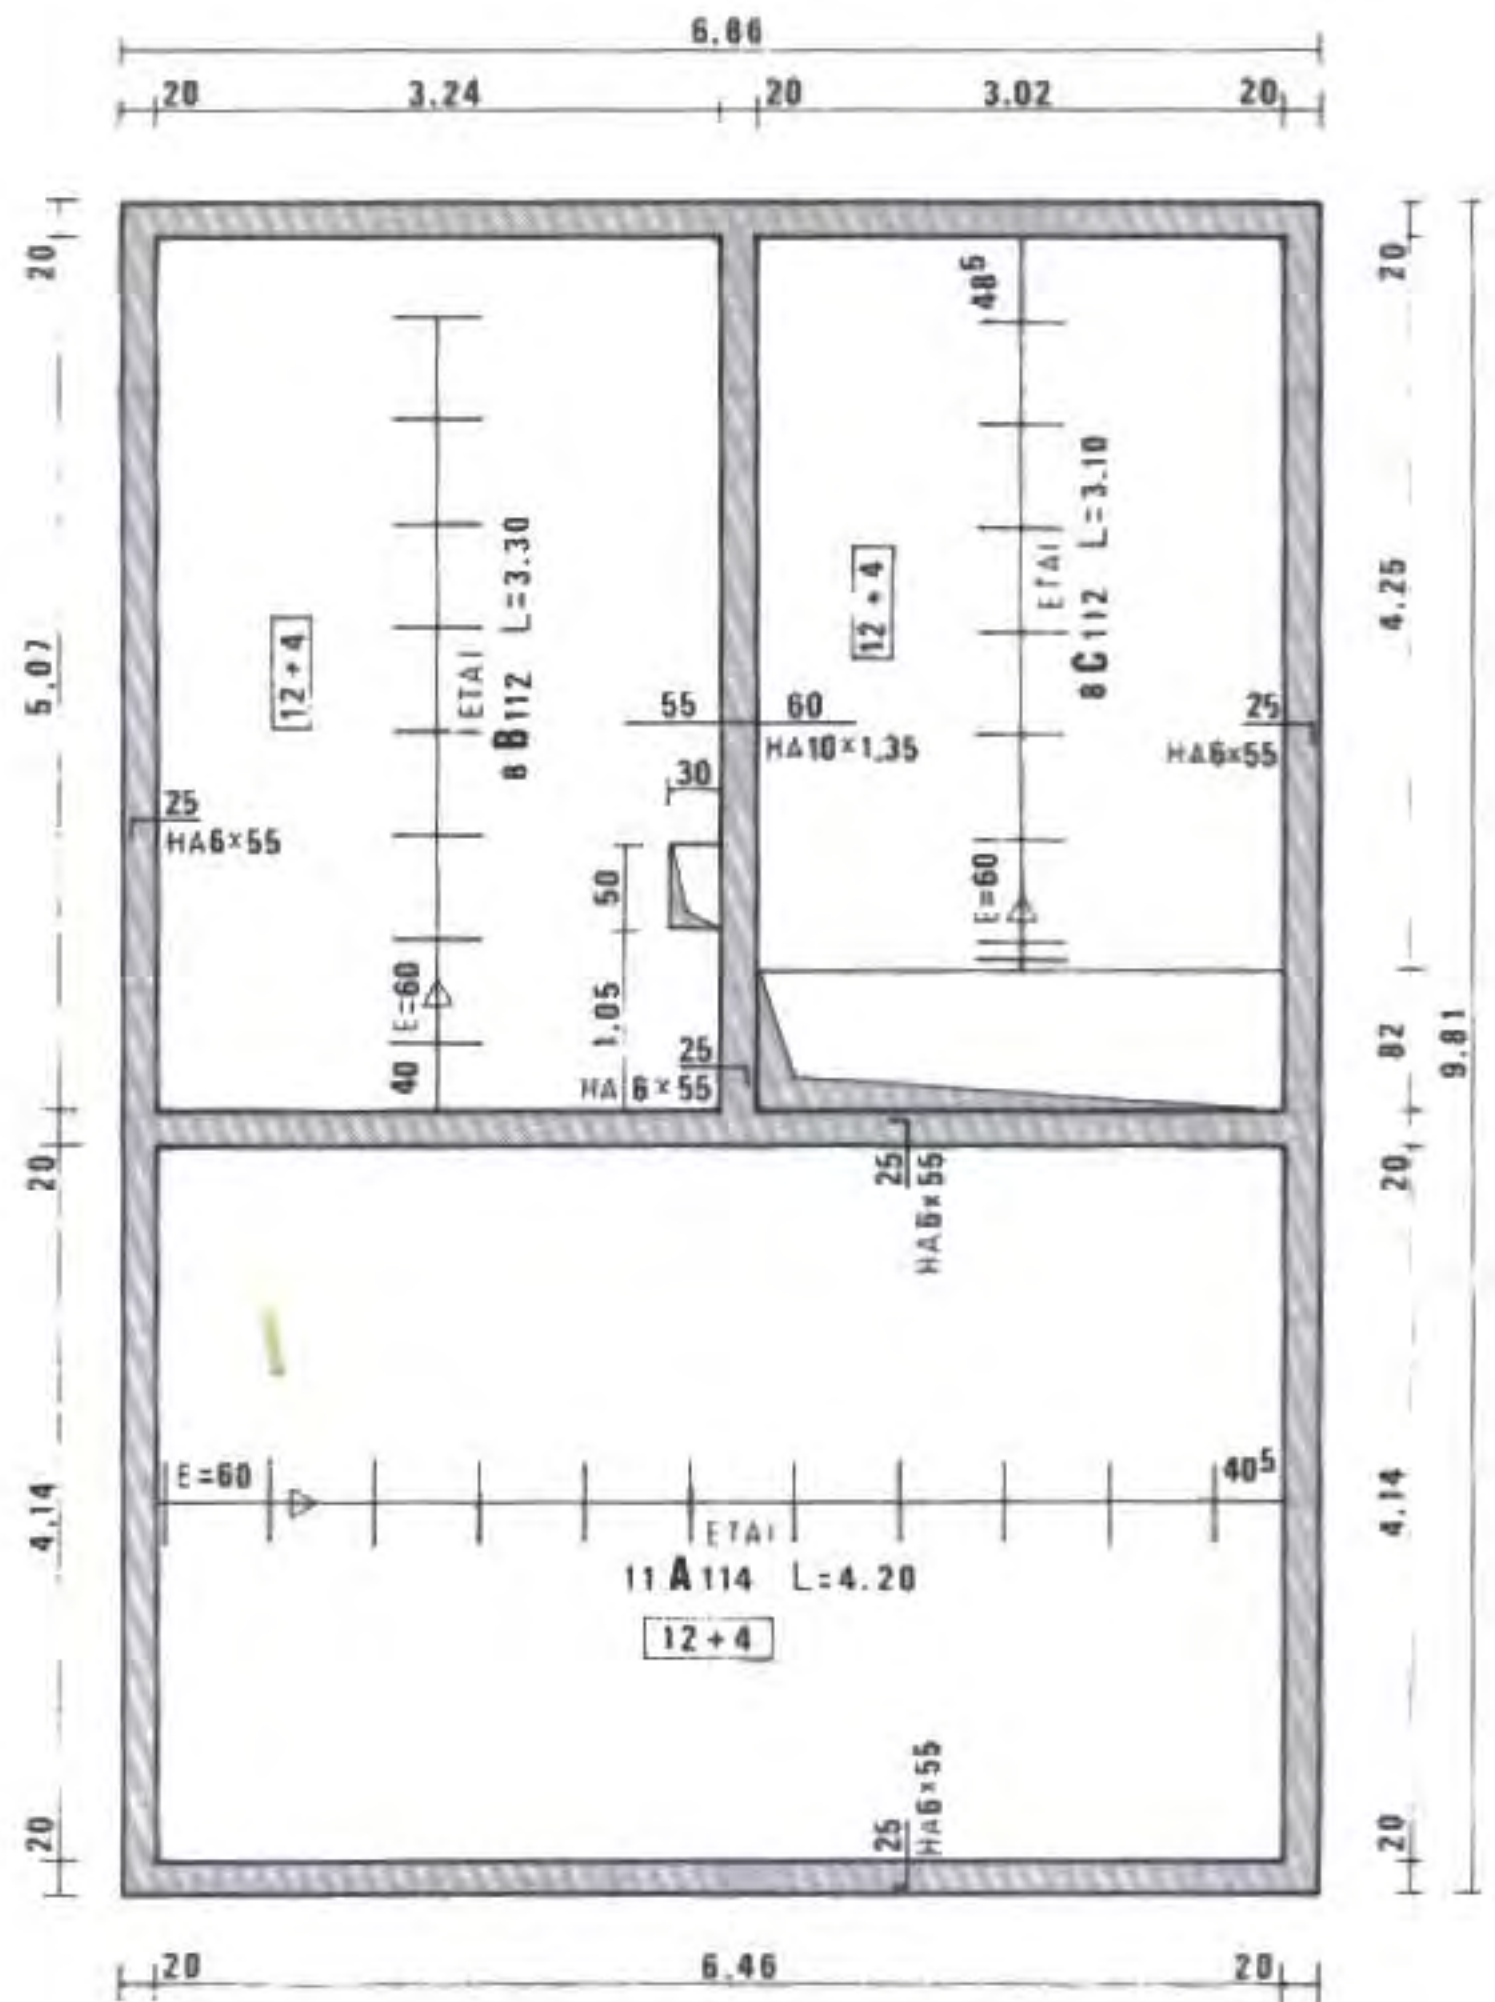 6.86
20 3.24 20 3.02 20
20
5.07
20
4.14
20
20
4.25
82
20
4.14
20
9.81
12+4
ETAI
8 B 112 L=3.30
25
HA6×55
40 E=60
55 60
HA10×1.35
30
50
1.05
25
HA 6×55
48⁵
12+4
ETAI
8 C 112 L=3.10
25
HA6×55
E=60
25
HA6×55
E=60
40⁵
ETAI
11 A 114 L=4.20
12+4
25
HA6×55
20 6.46 20